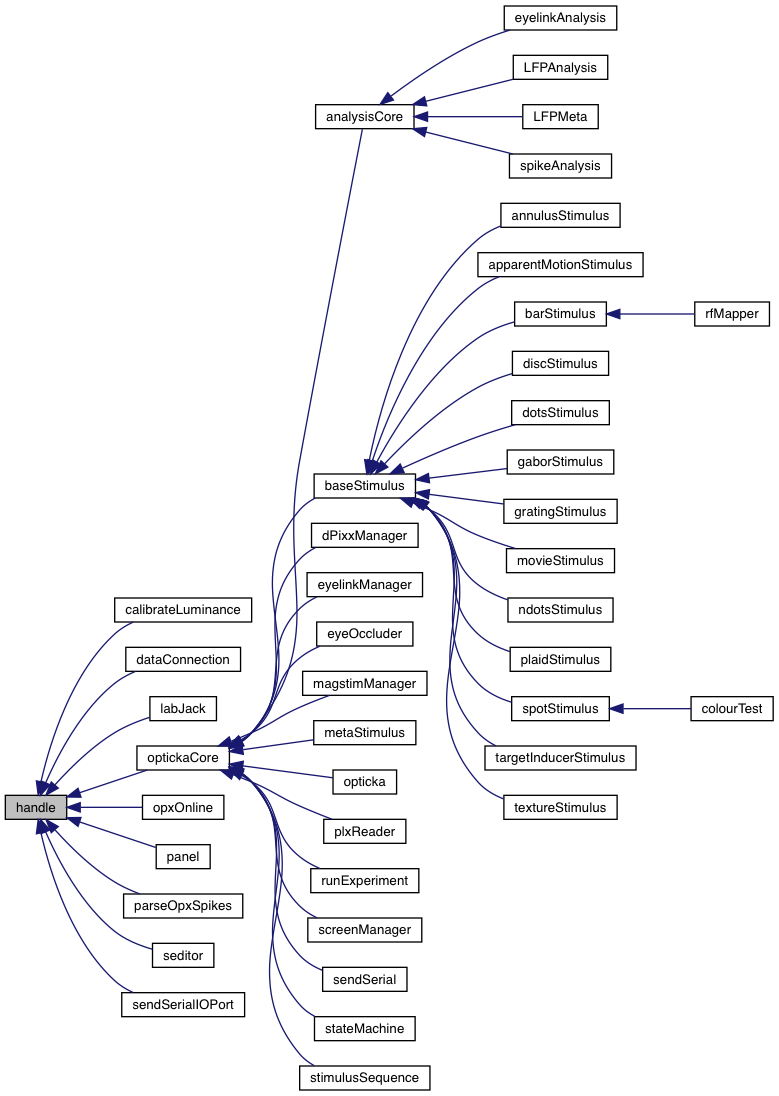 eyelinkAnalysis
LFPAnalysis
analysisCore
LFPMeta
spikeAnalysis
annulusStimulus
apparentMotionStimulus
barStimulus
rfMapper
discStimulus
dotsStimulus
gaborStimulus
baseStimulus
gratingStimulus
dPixxManager
movieStimulus
eyelinkManager
calibrateLuminance
ndotsStimulus
eyeOccluder
dataConnection
plaidStimulus
magstimManager
labJack
spotStimulus
colourTest
metaStimulus
optickaCore
targetInducerStimulus
opticka
handle
opxOnline
textureStimulus
plxReader
panel
runExperiment
parseOpxSpikes
screenManager
seditor
sendSerial
sendSerialIOPort
stateMachine
stimulusSequence